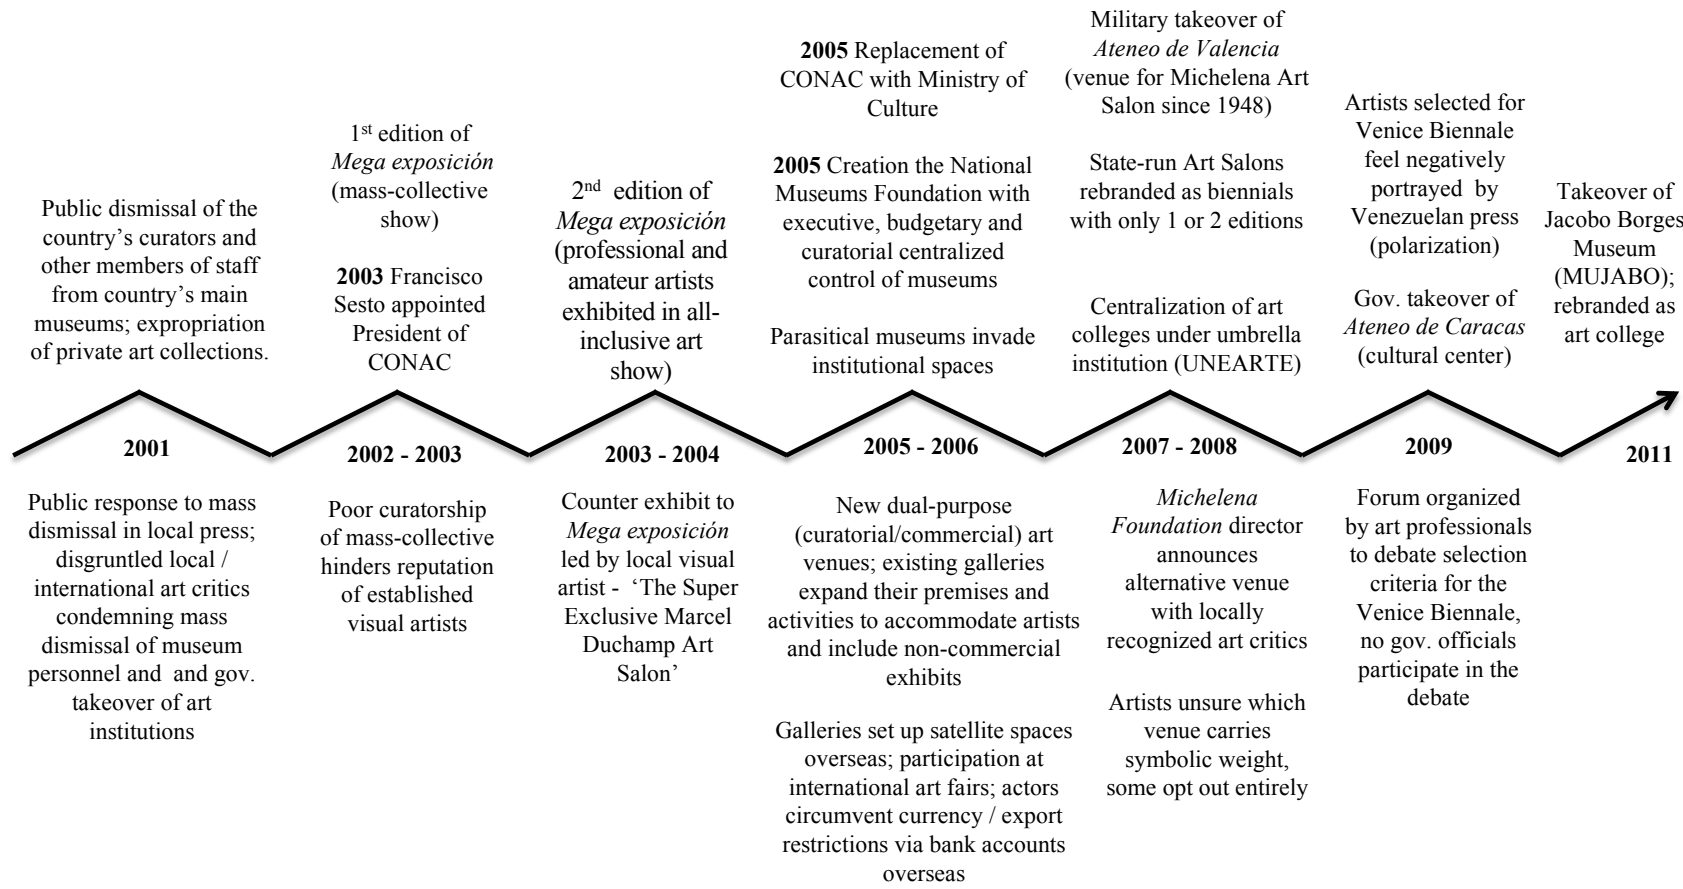 Public dismissal of the
country's curators and
other members of staff
from country's main
museums; expropriation
of private art collections.
1st edition of
Mega exposición
(mass-collective
show)
2003 Francisco
Sesto appointed
President of
CONAC
2nd edition of
Mega exposición
(professional and
amateur artists
exhibited in all-
inclusive art
show)
2005 Replacement of
CONAC with Ministry of
Culture
2005 Creation the National
Museums Foundation with
executive, budgetary and
curatorial centralized
control of museums
Parasitical museums invade
institutional spaces
Military takeover of
Ateneo de Valencia
(venue for Michelena Art
Salon since 1948)
State-run Art Salons
rebranded as biennials
with only 1 or 2 editions
Centralization of art
colleges under umbrella
institution (UNEARTE)
Artists selected for
Venice Biennale
feel negatively
portrayed by
Venezuelan press
(polarization)
Gov. takeover of
Ateneo de Caracas
(cultural center)
Takeover of
Jacobo Borges
Museum
(MUJABO);
rebranded as
art college
2001
2002 - 2003
2003 - 2004
2005 - 2006
2007 - 2008
2009
2011
Public response to mass
dismissal in local press;
disgruntled local /
international art critics
condemning mass
dismissal of museum
personnel and and gov.
takeover of art
institutions
Poor curatorship
of mass-collective
hinders reputation
of established
visual artists
Counter exhibit to
Mega exposición
led by local visual
artist - ‘The Super
Exclusive Marcel
Duchamp Art
Salon’
New dual-purpose
(curatorial/commercial) art
venues; existing galleries
expand their premises and
activities to accommodate artists
and include non-commercial
exhibits
Galleries set up satellite spaces
overseas; participation at
international art fairs; actors
circumvent currency / export
restrictions via bank accounts
overseas
Michelena
Foundation director
announces
alternative venue
with locally
recognized art critics
Artists unsure which
venue carries
symbolic weight,
some opt out entirely
Forum organized
by art professionals
to debate selection
criteria for the
Venice Biennale,
no gov. officials
participate in the
debate